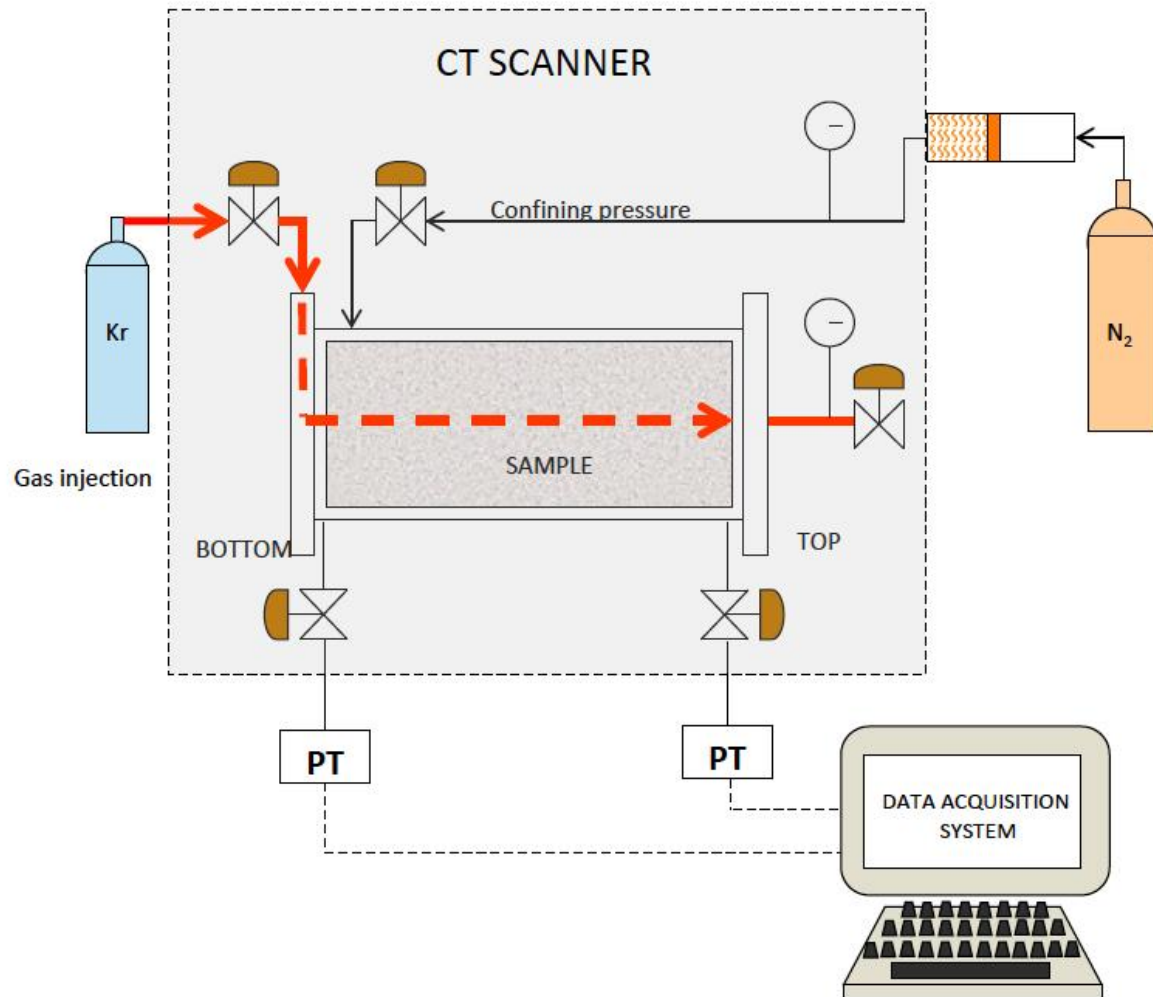 CT SCANNER
Confining pressure
Kr
N₂
Gas injection
SAMPLE
BOTTOM
TOP
PT
PT
DATA ACQUISITION
SYSTEM